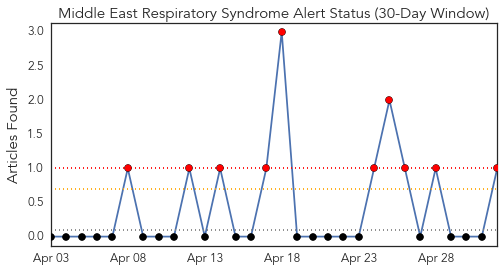 Middle East Respiratory Syndrome Alert Status (30-Day Window)
Articles Found
3.0
2.5
2.0
1.5
1.0
0.5
0.0
Apr 03 Apr 08 Apr 13 Apr 18 Apr 23 Apr 28